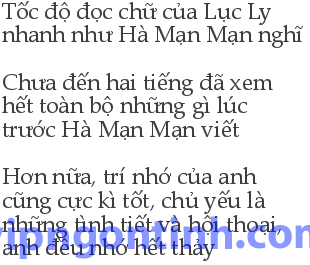 Tốc độ đọc chữ của Lục Ly
nhanh như Hà Mạn Mạn nghĩ
Chưa đến hai tiếng đã xem
hết toàn bộ những gì lúc
trước Hà Mạn Mạn viết
Hơn nữa, trí nhớ của anh
cũng cực kì tốt, chủ yếu là
những tình tiết và hội thoại,
anh đều nhớ hết thảy
vipngontinh.com